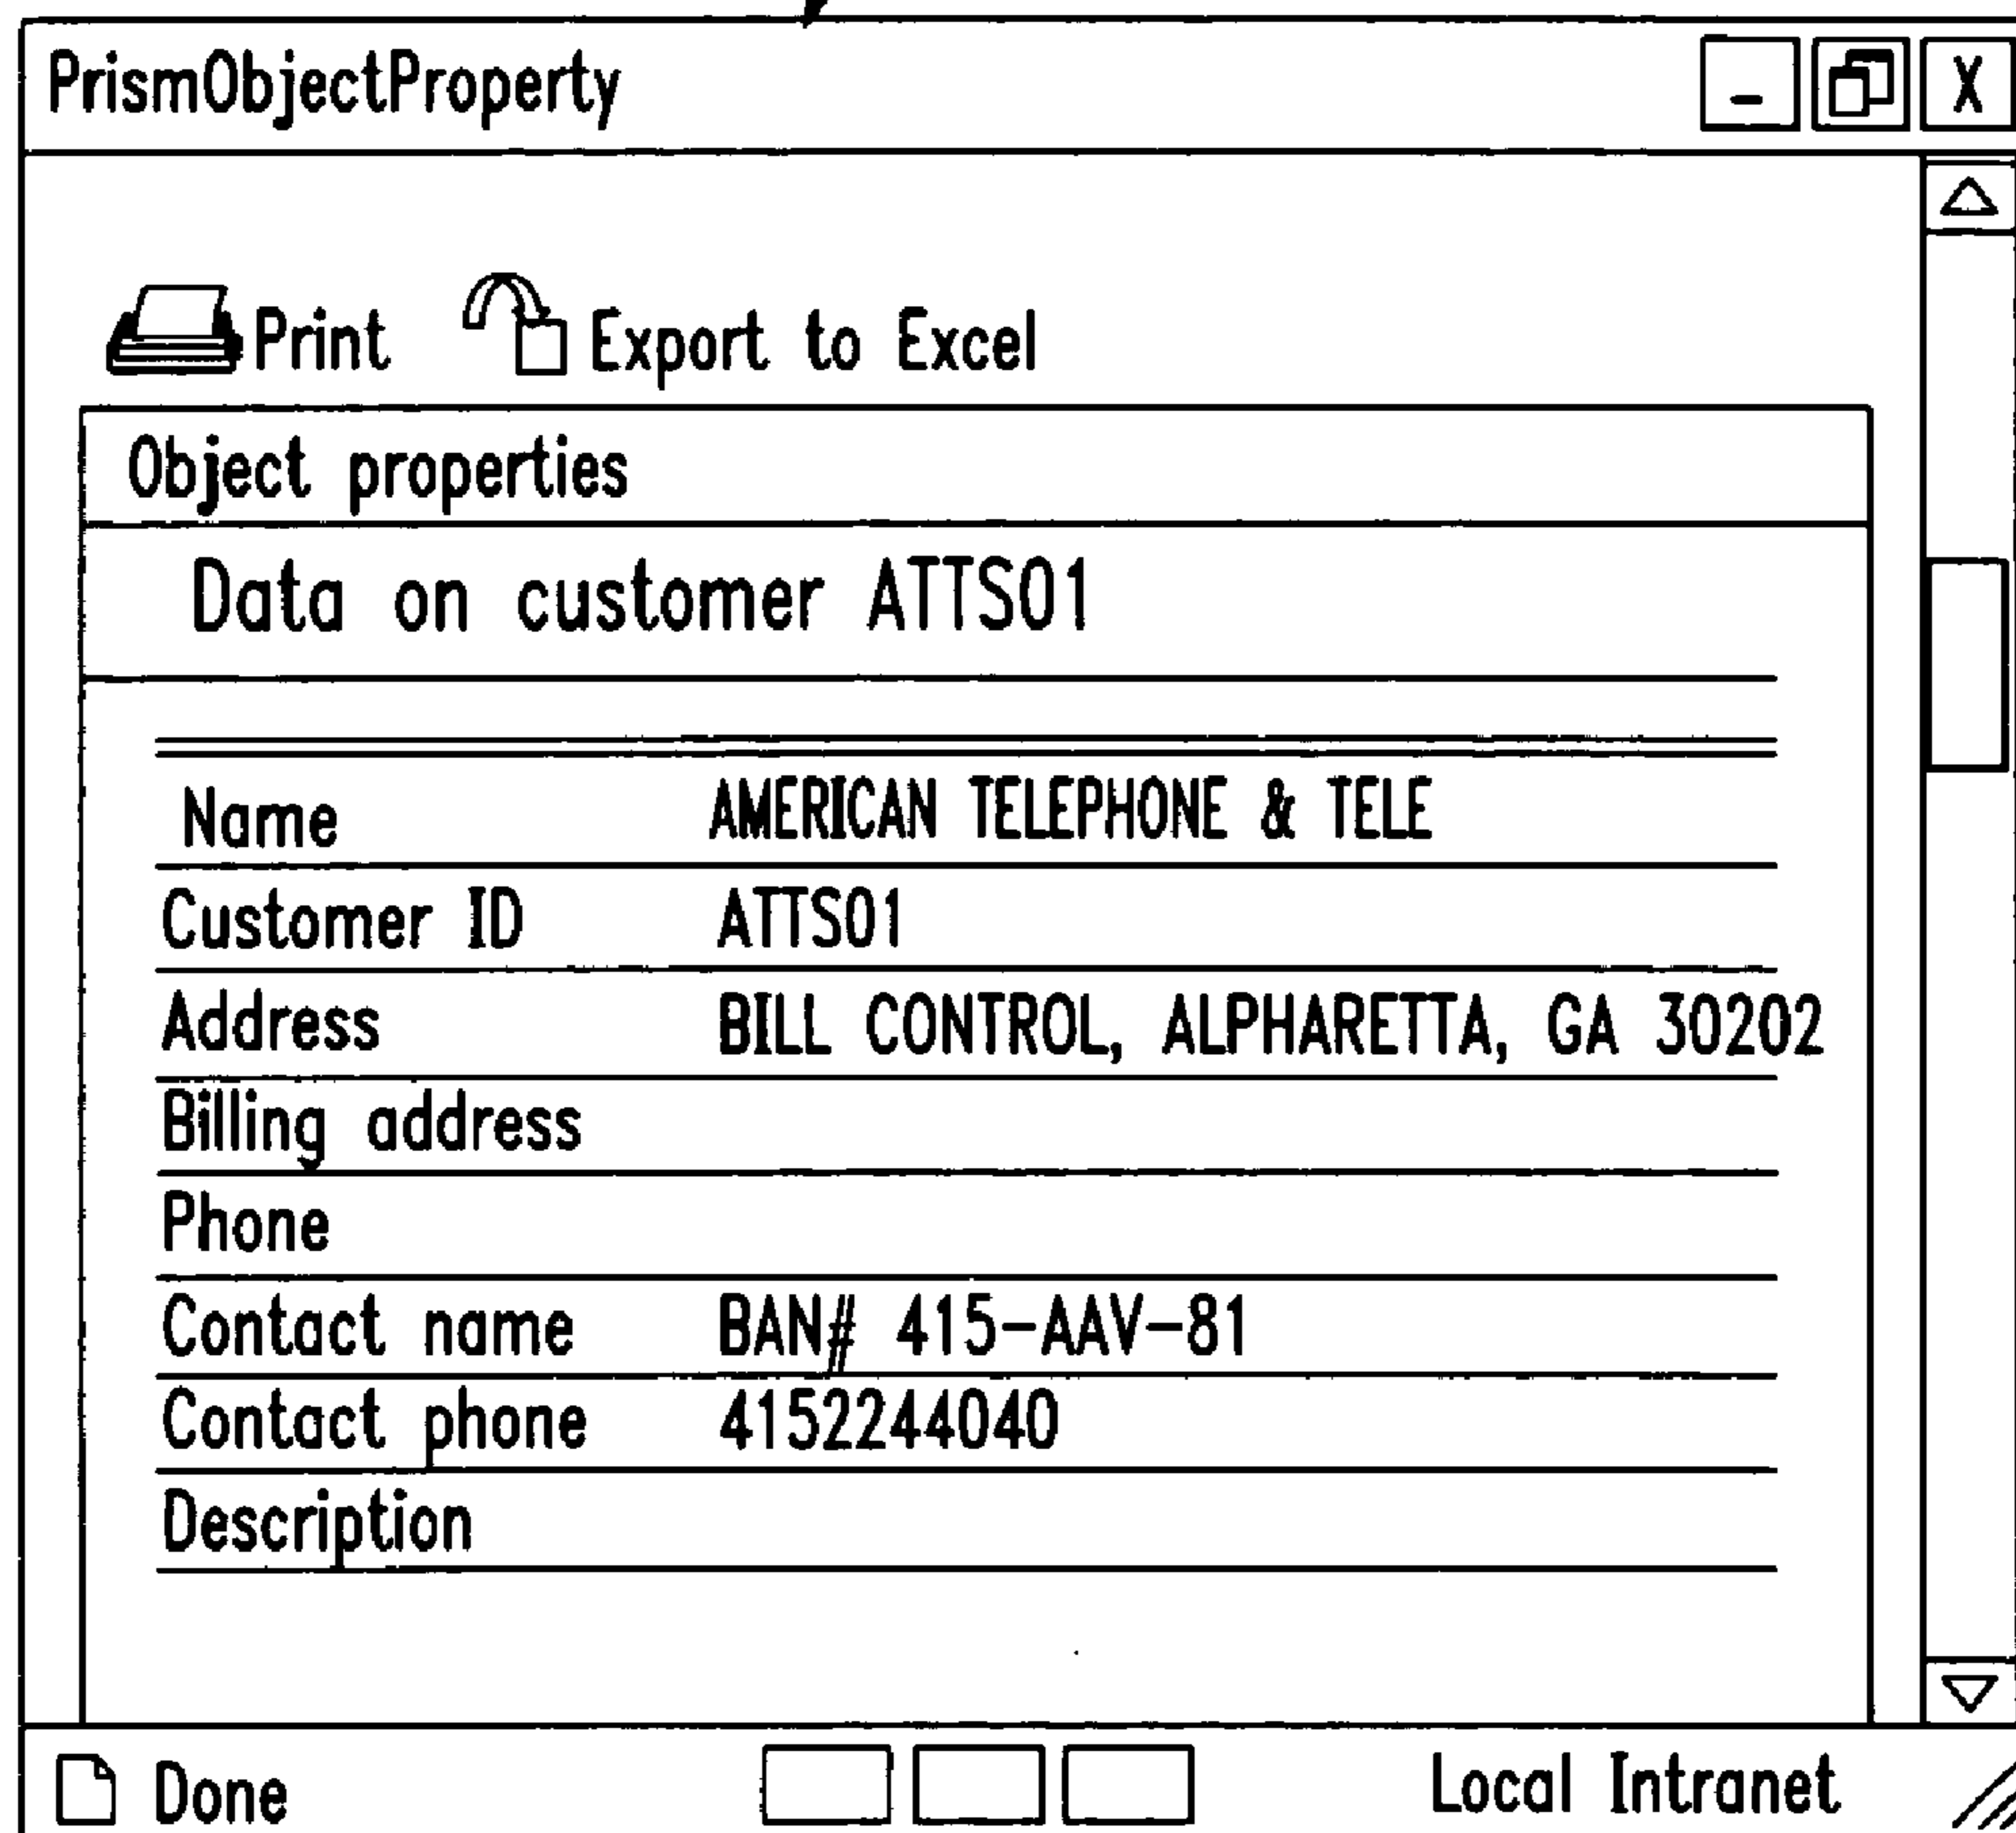 PrismObjectProperty - X
Print Export to Excel
Object properties
Data on customer ATTS01
Name AMERICAN TELEPHONE & TELE
Customer ID ATTS01
Address BILL CONTROL, ALPHARETTA, GA 30202
Billing address
Phone
Contact name BAN# 415-AAV-81
Contact phone 4152244040
Description
Done Local Intranet